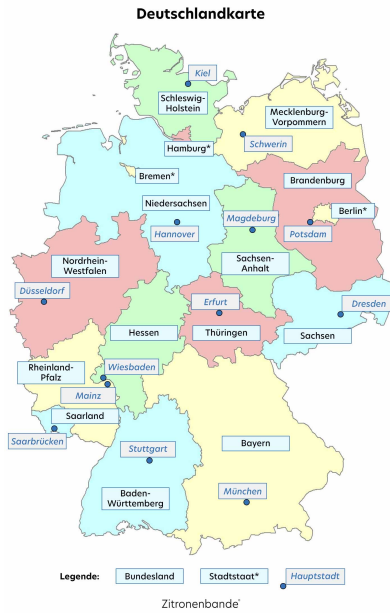 Deutschlandkarte
Kiel
Schleswig-
Holstein
Mecklenburg-
Vorpommern
Hamburg*
Schwerin
Bremen*
Brandenburg
Niedersachsen
Berlin*
Magdeburg
Hannover
Potsdam
Nordrhein-
Westfalen
Sachsen-
Anhalt
Düsseldorf
Erfurt
Dresden
Hessen
Thüringen
Sachsen
Rheinland-
Pfalz
Wiesbaden
Mainz
Saarland
Saarbrücken
Stuttgart
Bayern
Baden-
Württemberg
München
Legende:
Bundesland
Stadtstaat*
Hauptstadt
Zitronenbande°